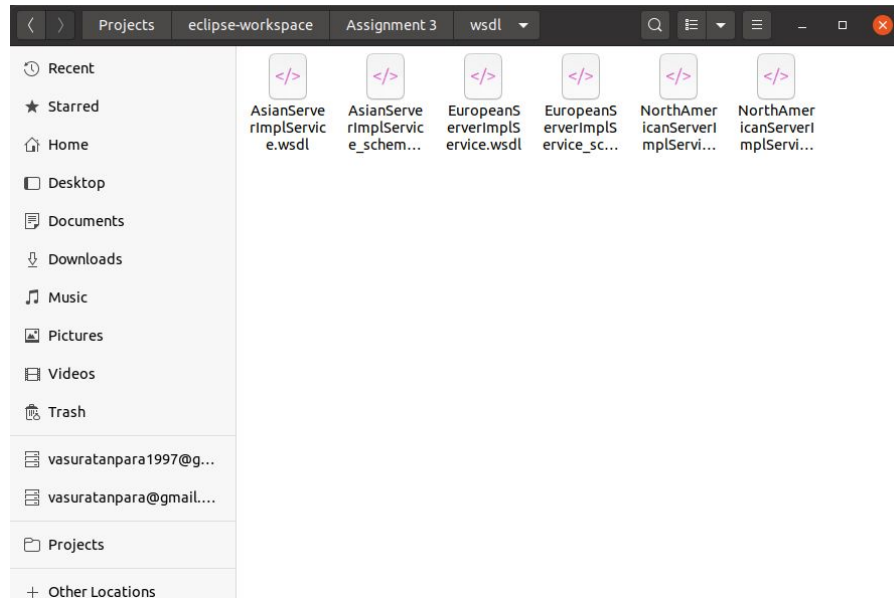 Projects eclipse-workspace Assignment 3 wsdl
Recent
Starred
Home
Desktop
Documents
Downloads
Music
Pictures
Videos
Trash
vasuratanpara1997@g...
vasuratanpara@gmail....
Projects
+ Other Locations
</> </> </> </> </> </>
AsianServe AsianServe EuropeanS EuropeanS NorthAmer NorthAmer
rImplServic rImplServic erverImplS erverImplS icanServerI icanServerI
e.wsdl e_schem... ervice.wsdl ervice_sc... mplServi... mplServi...